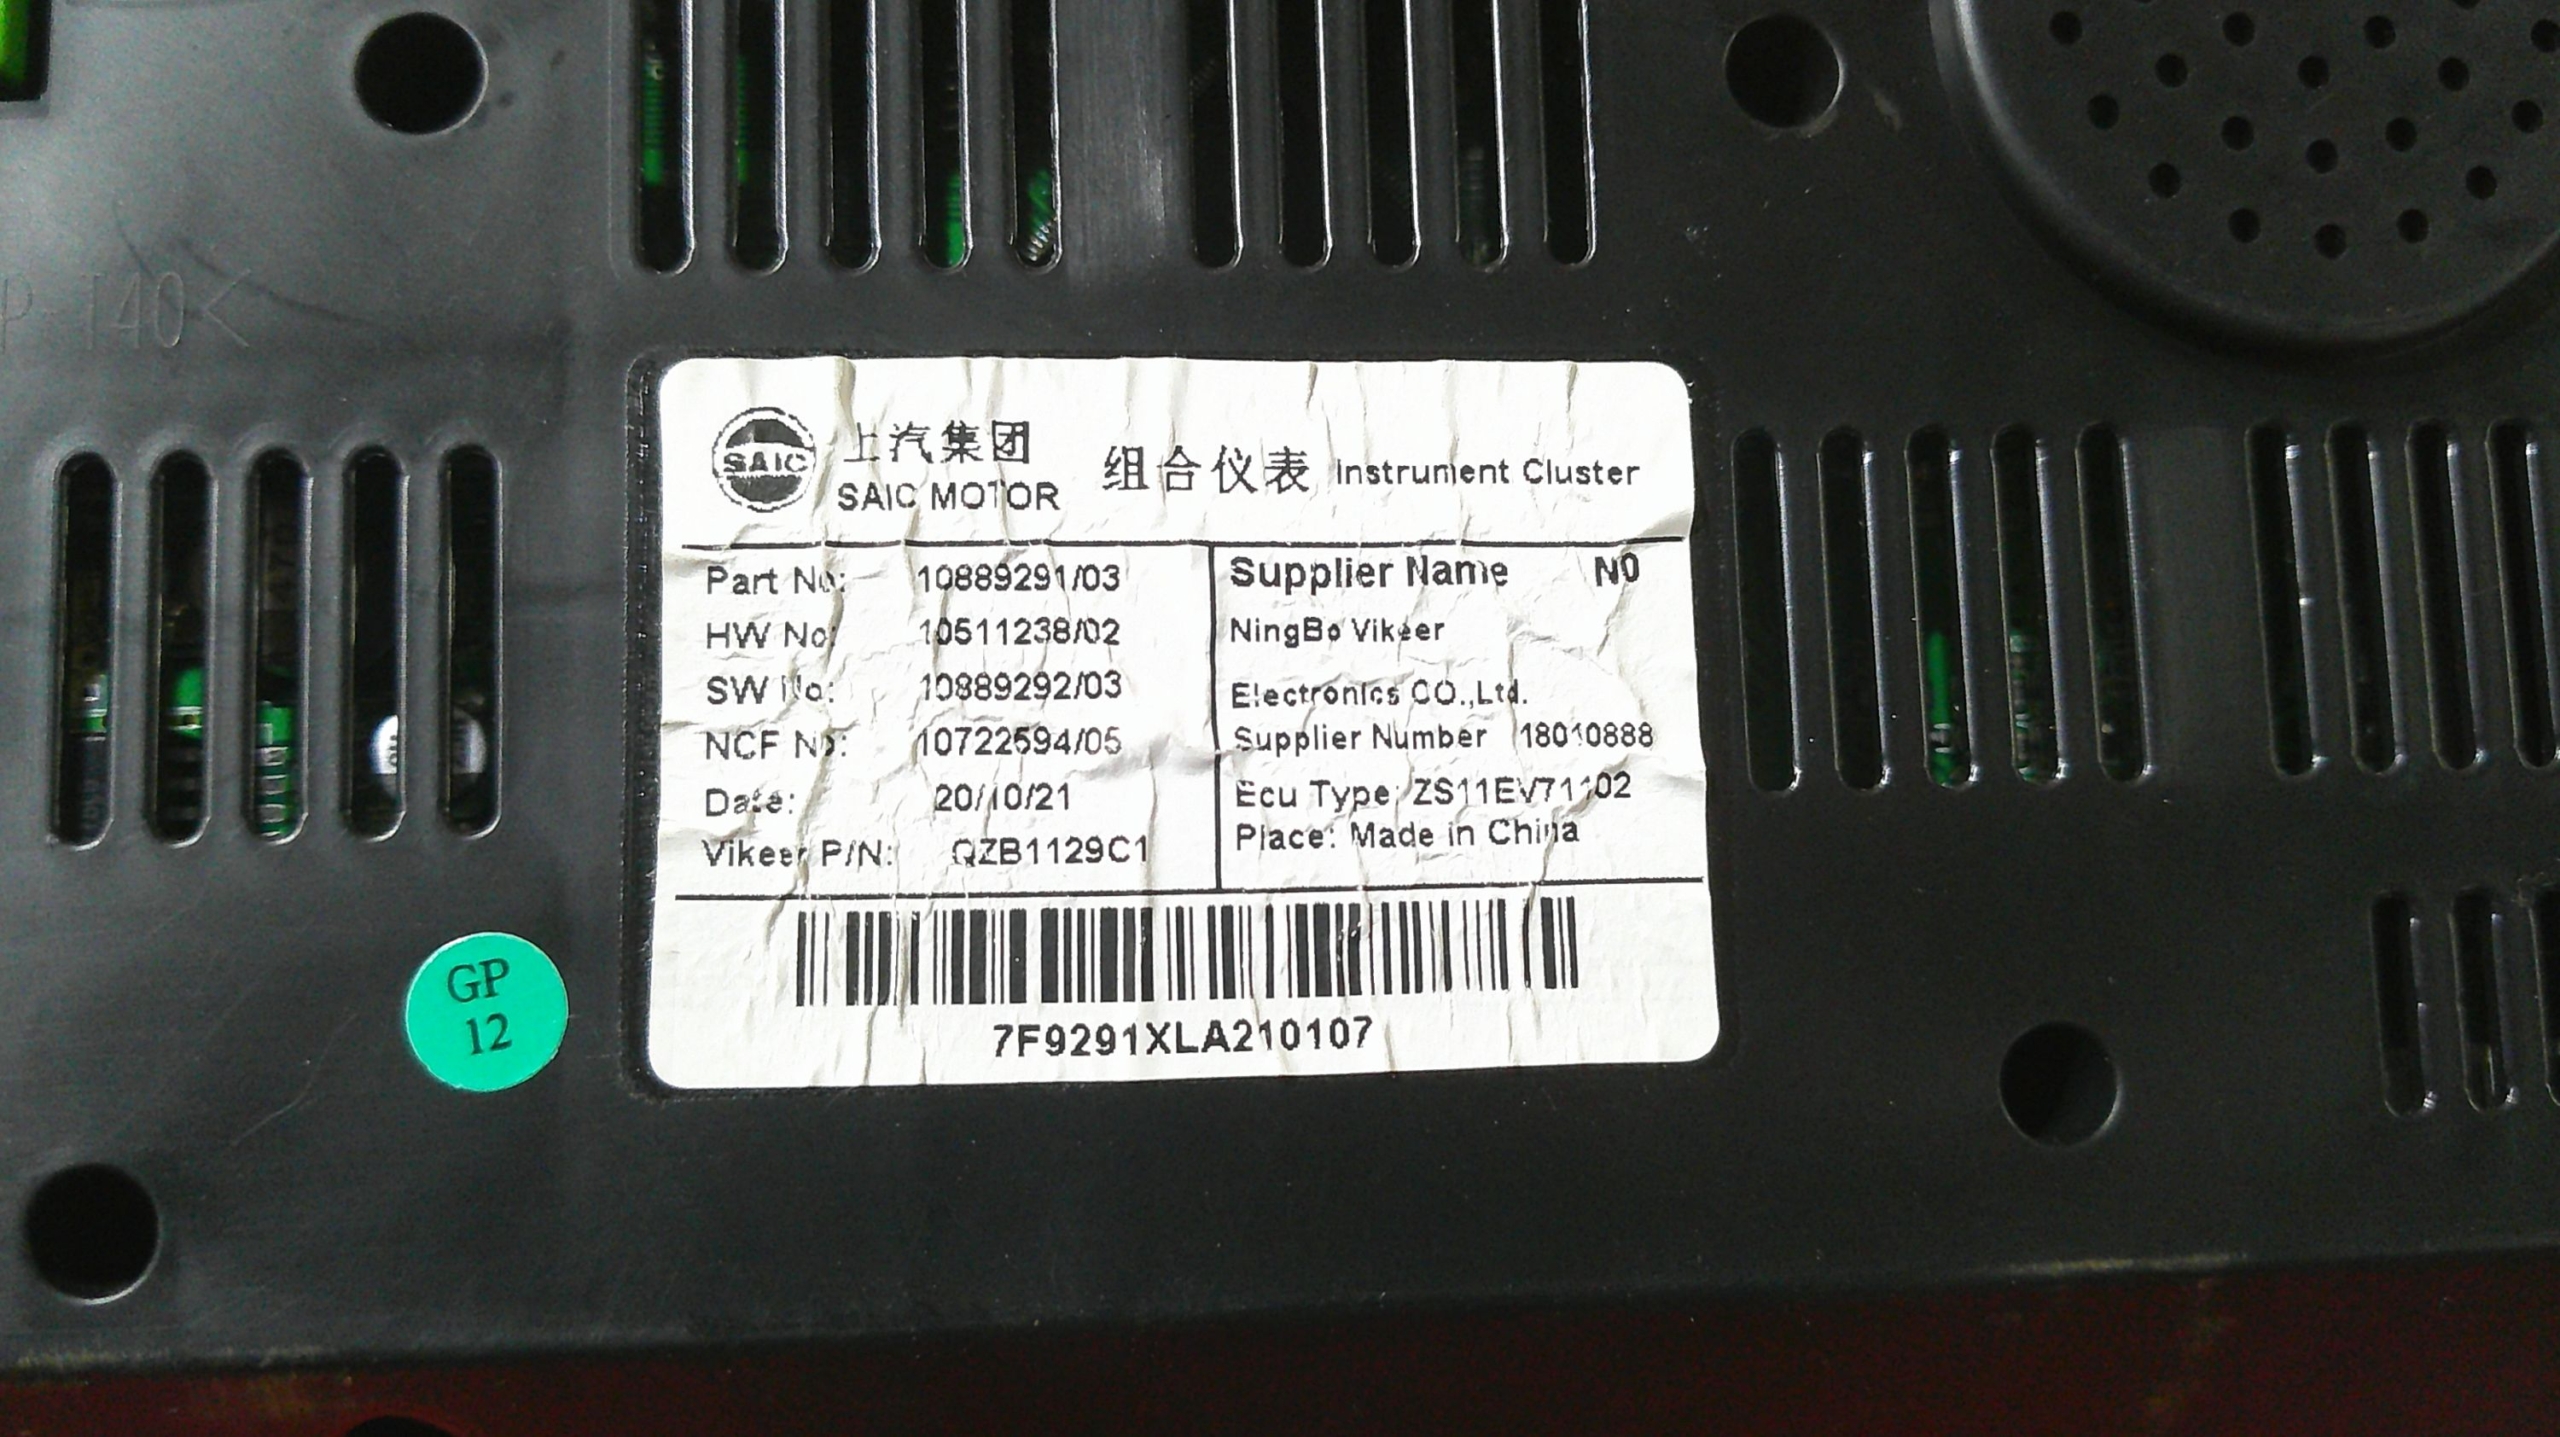 P T40<
SAIC
上汽集团
SAIC MOTOR
组合仪表 Instrument Cluster
Part No: 10889291/03
HW No: 10511238/02
SW No: 10889292/03
NCF No: 10722594/05
Date: 20/10/21
Vikeer P/N: QZB1129C1
Supplier Name N0
NingBo Vikeer
Electronics CO.,Ltd.
Supplier Number 18010888
Ecu Type: ZS11EV71102
Place: Made in China
7F9291XLA210107
GP
12